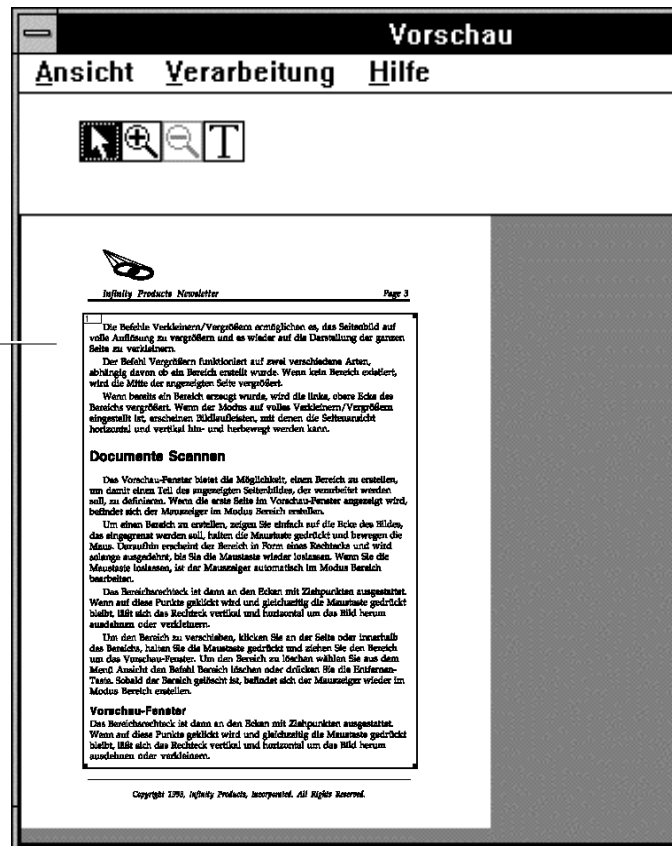 Vorschau
Ansicht Verarbeitung Hilfe
T
Infinity Products Newsletter Page 3
1
Die Befehle Verkleinern/Vergrößern ermöglichen es, das Seitenbild auf
volle Auflösung zu vergrößern und es wieder auf die Darstellung der ganzen
Seite zu verkleinern.
Der Befehl Vergrößern funktioniert auf zwei verschiedene Arten,
abhängig davon ob ein Bereich erstellt wurde. Wenn kein Bereich existiert,
wird die Mitte der angezeigten Seite vergrößert.
Wenn bereits ein Bereich erzeugt wurde, wird die linke, obere Ecke des
Bereichs vergrößert. Wenn der Modus auf volles Verkleinern/Vergrößern
eingestellt ist, erscheinen Bildlaufleisten, mit denen die Seitenansicht
horizontal und vertikal hin- und herbewegt werden kann.
Documente Scannen
Das Vorschau-Fenster bietet die Möglichkeit, einen Bereich zu erstellen,
um damit einen Teil des angezeigten Seitenbildes, der verarbeitet werden
soll, zu definieren. Wenn die erste Seite im Vorschau-Fenster angezeigt wird,
befindet sich der Mauszeiger im Modus Bereich erstellen.
Um einen Bereich zu erstellen, zeigen Sie einfach auf die Ecke des Bildes,
das eingegrenzt werden soll, halten die Maustaste gedrückt und bewegen die
Maus. Daraufhin erscheint der Bereich in Form eines Rechtecks und wird
solange ausgedehnt, bis Sie die Maustaste wieder loslassen. Wenn Sie die
Maustaste loslassen, ist der Mauszeiger automatisch im Modus Bereich
bearbeiten.
Das Bereichsrechteck ist dann an den Ecken mit Ziehpunkten ausgestattet.
Wenn auf diese Punkte geklickt wird und gleichzeitig die Maustaste gedrückt
bleibt, läßt sich das Rechteck vertikal und horizontal um das Bild herum
ausdehnen oder verkleinern.
Um den Bereich zu verschieben, klicken Sie an der Seite oder innerhalb
des Bereichs, halten Sie die Maustaste gedrückt und ziehen Sie den Bereich
um das Vorschau-Fenster. Um den Bereich zu löschen wählen Sie aus dem
Menü Ansicht den Befehl Bereich löschen oder drücken Sie die Entfernen-
Taste. Sobald der Bereich gelöscht ist, befindet sich der Mauszeiger wieder im
Modus Bereich erstellen.
Vorschau-Fenster
Das Bereichsrechteck ist dann an den Ecken mit Ziehpunkten ausgestattet.
Wenn auf diese Punkte geklickt wird und gleichzeitig die Maustaste gedrückt
bleibt, läßt sich das Rechteck vertikal und horizontal um das Bild herum
ausdehnen oder verkleinern.
Copyright 1993, Infinity Products, Incorporated. All Rights Reserved.